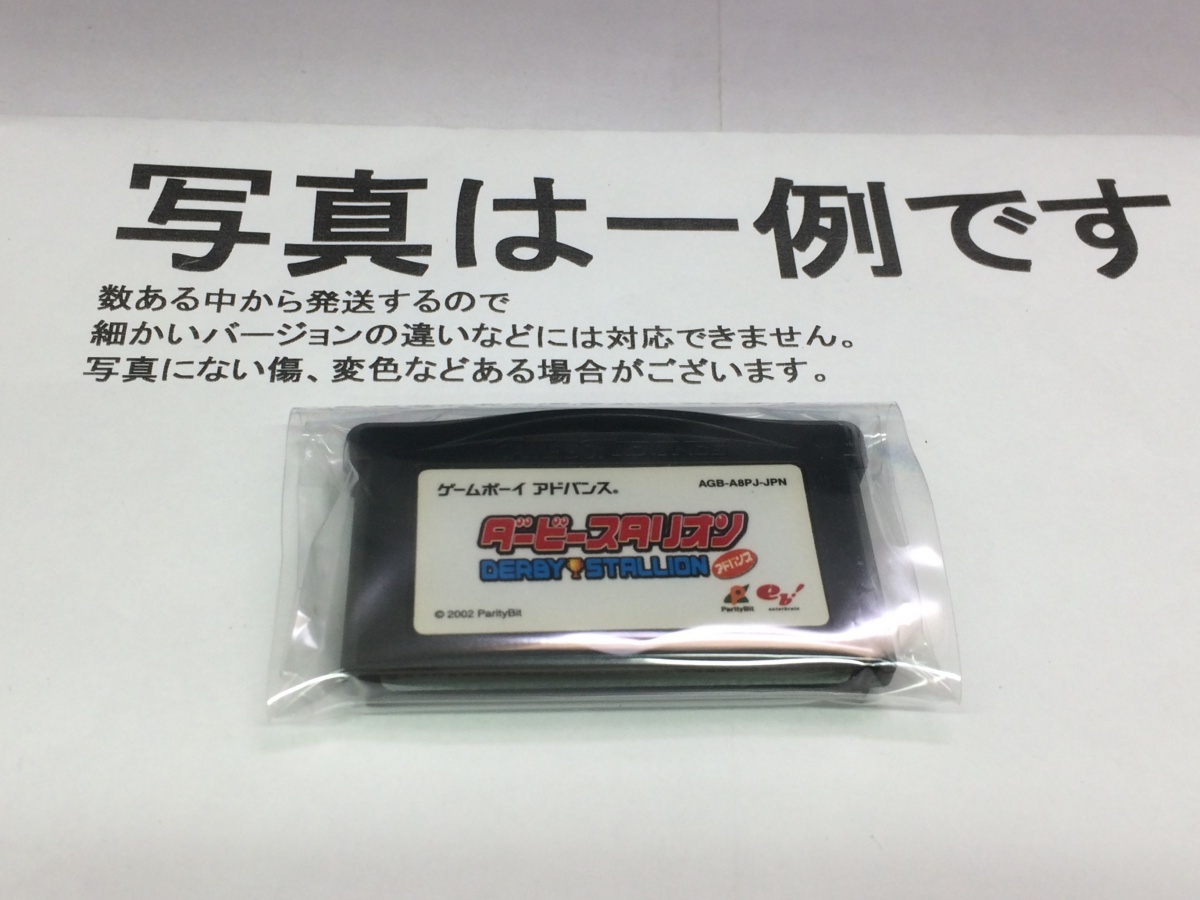 写真は一例です
数ある中から発送するので
細かいバージョンの違いなどには対応できません。
写真にない傷、変色などある場合がございます。
ゲームボーイ アドバンス。
AGB-A8PJ-JPN
ダービースタリオン
DERBY STALLION アドバンス
ParityBit
eb!
enterbrain
© 2002 ParityBit